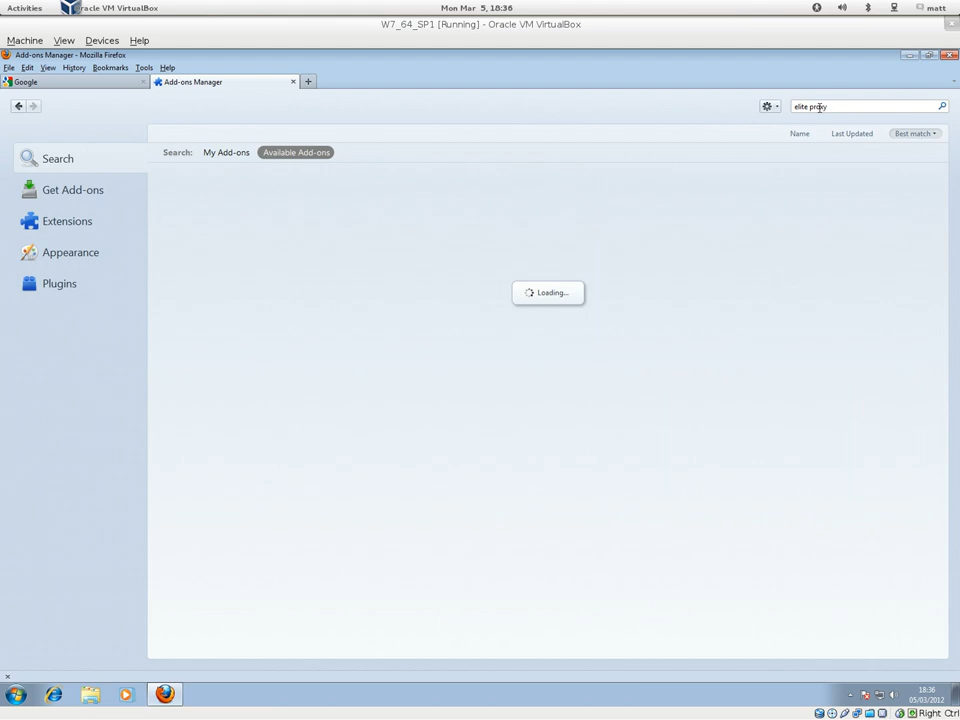 Activities
Oracle VM VirtualBox
Mon Mar 5, 18:36
matt
W7_64_SP1 [Running] - Oracle VM VirtualBox
Machine View Devices Help
Add-ons Manager - Mozilla Firefox
File Edit View History Bookmarks Tools Help
Google
Add-ons Manager
elite proxy
Name Last Updated Best match
Search: My Add-ons Available Add-ons
Search
Get Add-ons
Extensions
Appearance
Plugins
Loading...
18:36
05/03/2012
Right Ctrl